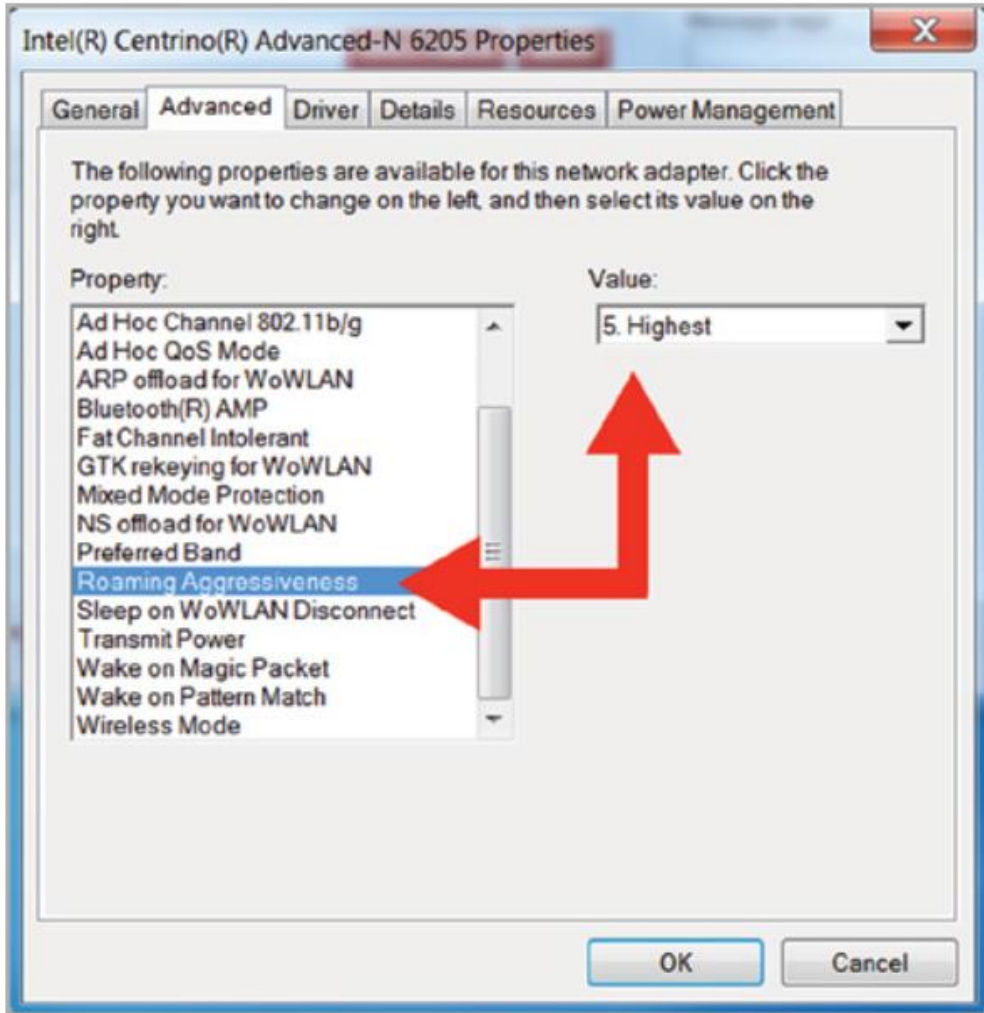 Intel(R) Centrino(R) Advanced-N 6205 Properties
General Advanced Driver Details Resources Power Management
The following properties are available for this network adapter. Click the
property you want to change on the left, and then select its value on the
right.
Property:
Value:
Ad Hoc Channel 802.11b/g
Ad Hoc QoS Mode
ARP offload for WoWLAN
Bluetooth(R) AMP
Fat Channel Intolerant
GTK rekeying for WoWLAN
Mixed Mode Protection
NS offload for WoWLAN
Preferred Band
Roaming Aggressiveness
Sleep on WoWLAN Disconnect
Transmit Power
Wake on Magic Packet
Wake on Pattern Match
Wireless Mode
5. Highest
OK
Cancel